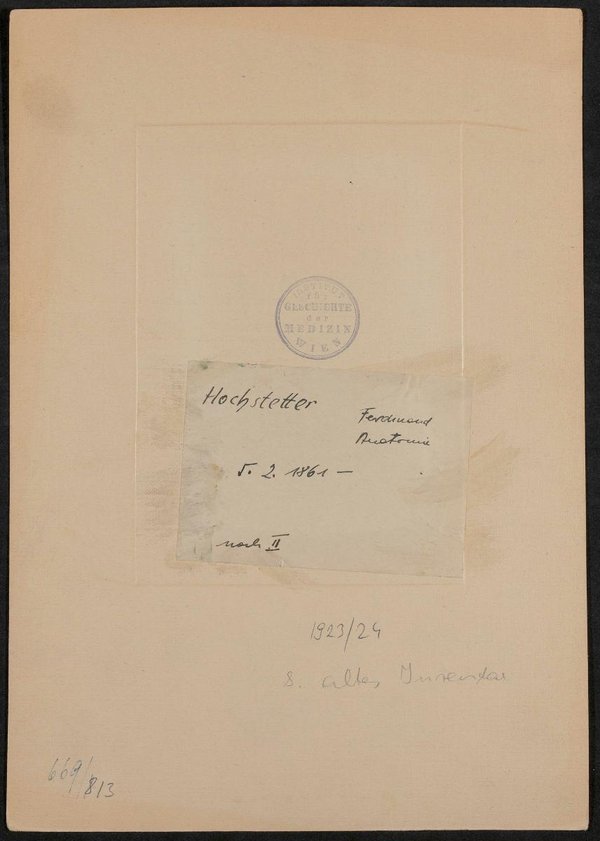 INSTITUT
für
GESCHICHTE
der
MEDIZIN
WIEN
Hochstetter
Ferdinand
Anatomie
5. 2. 1861 —
nach II
1923/24
s. altes Inventar
669/813